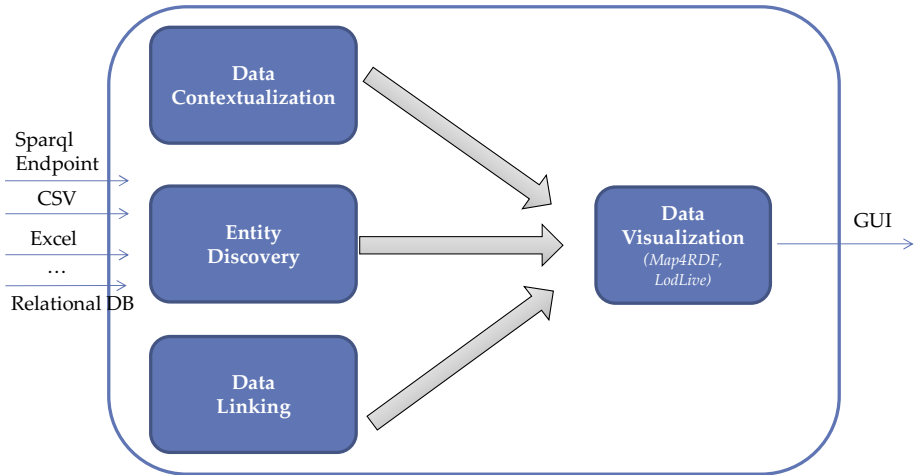 Sparql
Endpoint
CSV
Excel
...
Relational DB
Data
Contextualization
Entity
Discovery
Data
Linking
Data
Visualization
(Map4RDF,
LodLive)
GUI